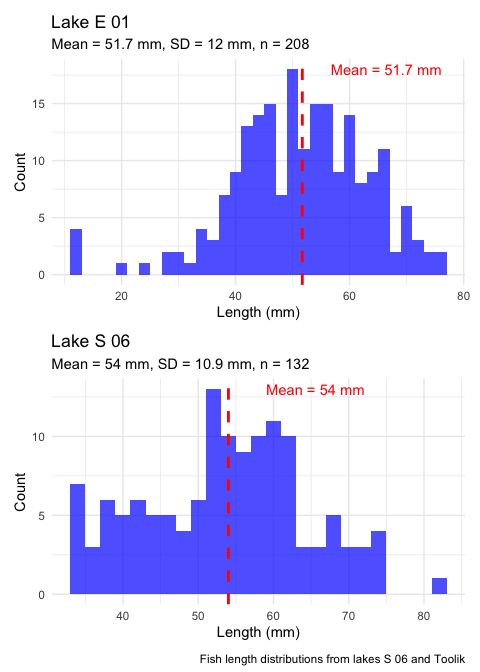 Lake E 01
Mean = 51.7 mm, SD = 12 mm, n = 208
Mean = 51.7 mm
15
10
5
0
Count
20 40 60 80
Length (mm)
Lake S 06
Mean = 54 mm, SD = 10.9 mm, n = 132
Mean = 54 mm
10
5
0
Count
40 50 60 70 80
Length (mm)
Fish length distributions from lakes S 06 and Toolik